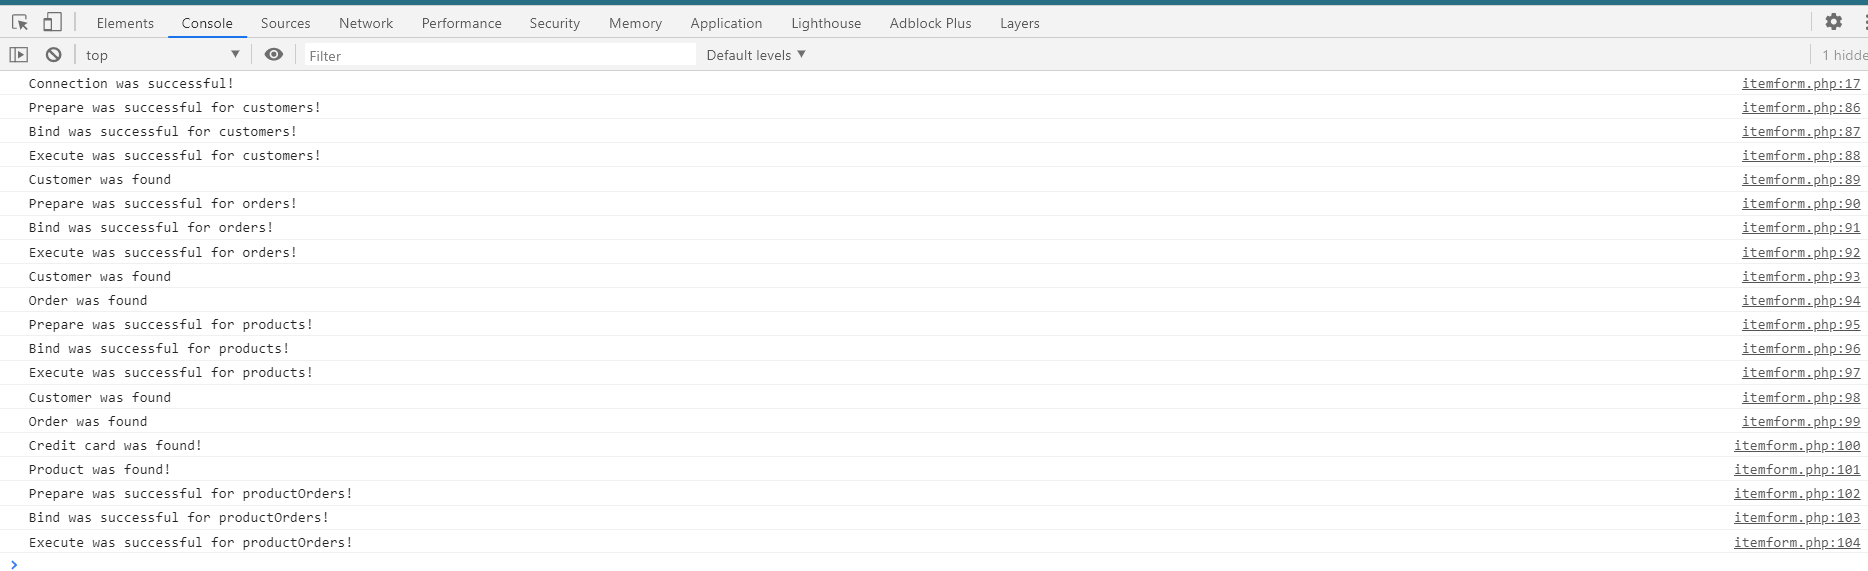 Elements Console Sources Network Performance Security Memory Application Lighthouse Adblock Plus Layers
top Filter Default levels 1 hidde
Connection was successful! itemform.php:17
Prepare was successful for customers! itemform.php:86
Bind was successful for customers! itemform.php:87
Execute was successful for customers! itemform.php:88
Customer was found itemform.php:89
Prepare was successful for orders! itemform.php:90
Bind was successful for orders! itemform.php:91
Execute was successful for orders! itemform.php:92
Customer was found itemform.php:93
Order was found itemform.php:94
Prepare was successful for products! itemform.php:95
Bind was successful for products! itemform.php:96
Execute was successful for products! itemform.php:97
Customer was found itemform.php:98
Order was found itemform.php:99
Credit card was found! itemform.php:100
Product was found! itemform.php:101
Prepare was successful for productOrders! itemform.php:102
Bind was successful for productOrders! itemform.php:103
Execute was successful for productOrders! itemform.php:104